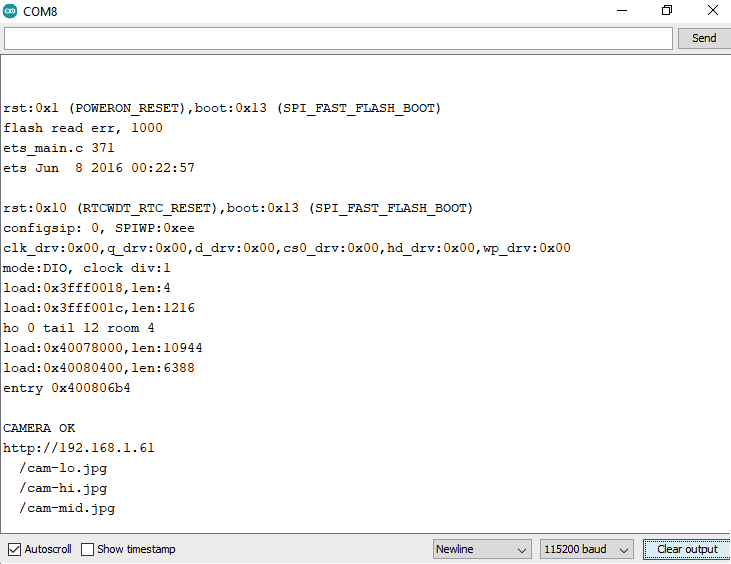 COM8
Send
rst:0x1 (POWERON_RESET),boot:0x13 (SPI_FAST_FLASH_BOOT)
flash read err, 1000
ets_main.c 371
ets Jun  8 2016 00:22:57
rst:0x10 (RTCWDT_RTC_RESET),boot:0x13 (SPI_FAST_FLASH_BOOT)
configsip: 0, SPIWP:0xee
clk_drv:0x00,q_drv:0x00,d_drv:0x00,cs0_drv:0x00,hd_drv:0x00,wp_drv:0x00
mode:DIO, clock div:1
load:0x3fff0018,len:4
load:0x3fff001c,len:1216
ho 0 tail 12 room 4
load:0x40078000,len:10944
load:0x40080400,len:6388
entry 0x400806b4
CAMERA OK
http://192.168.1.61
  /cam-lo.jpg
  /cam-hi.jpg
  /cam-mid.jpg
Autoscroll Show timestamp Newline 115200 baud Clear output